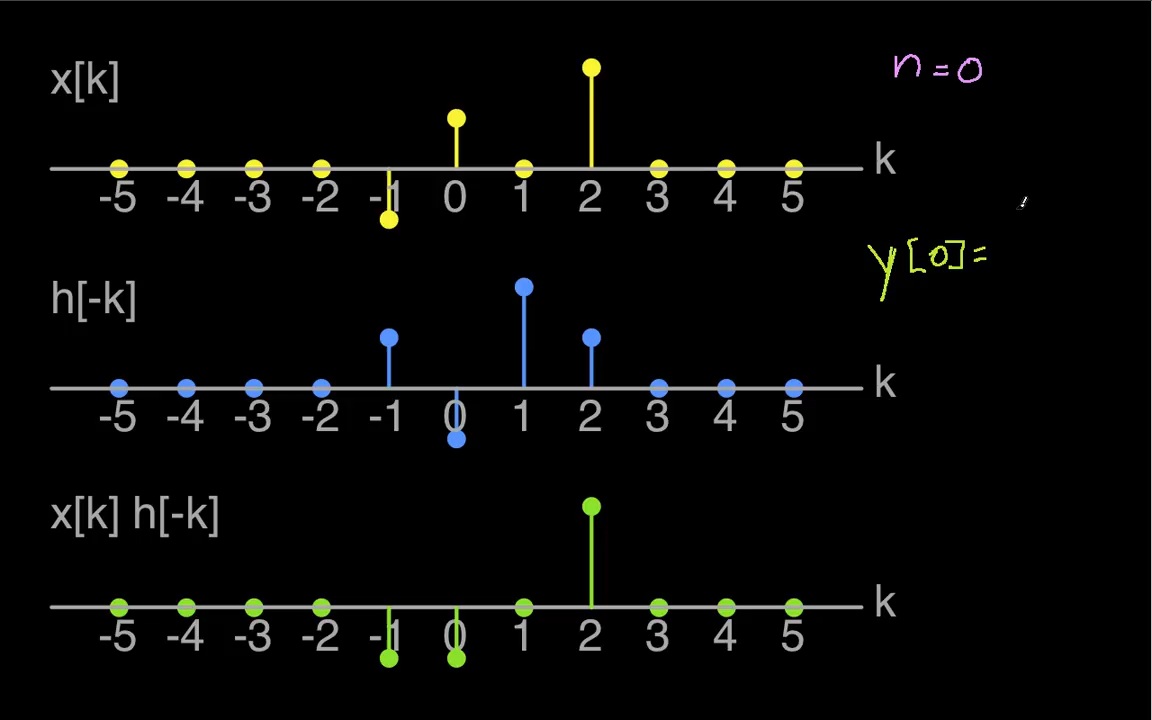 x[k]
n = 0
k
-5 -4 -3 -2 -1 0 1 2 3 4 5
y[0] =
h[-k]
k
-5 -4 -3 -2 -1 0 1 2 3 4 5
x[k] h[-k]
k
-5 -4 -3 -2 -1 0 1 2 3 4 5